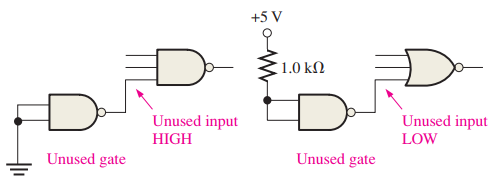 +5 V
1.0 kΩ
Unused input
HIGH
Unused input
LOW
Unused gate
Unused gate